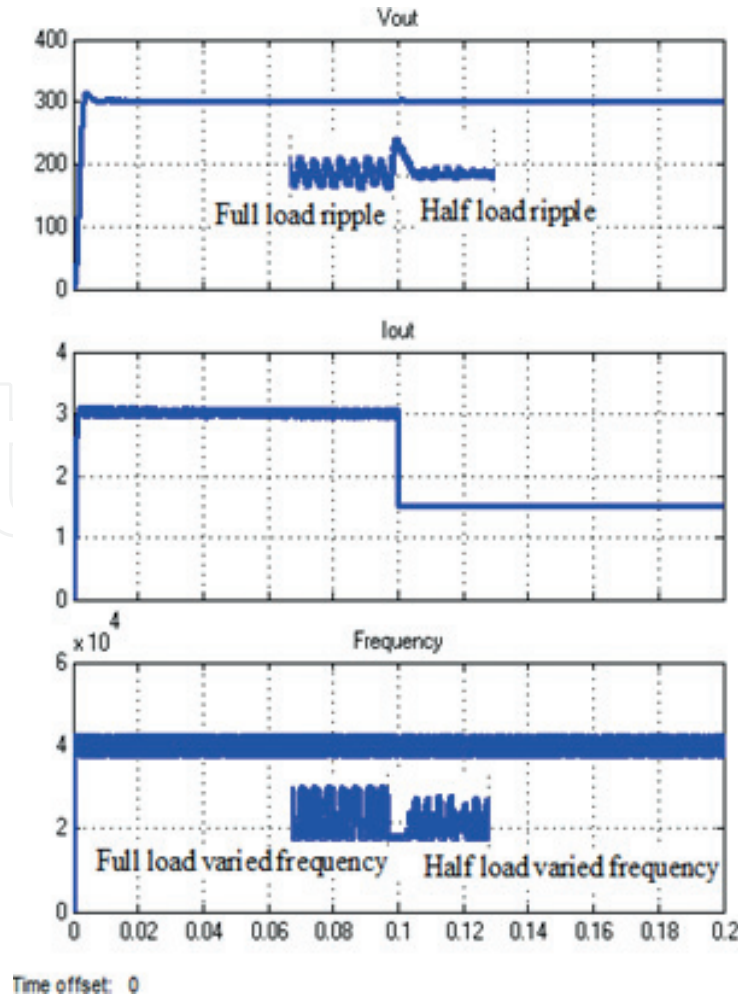 Vout
400
300
200
100
0
Full load ripple
Half load ripple
Iout
4
3
2
1
0
x 10^4
Frequency
6
4
2
0
Full load varied frequency
Half load varied frequency
0 0.02 0.04 0.06 0.08 0.1 0.12 0.14 0.16 0.18 0.2
Time offset: 0